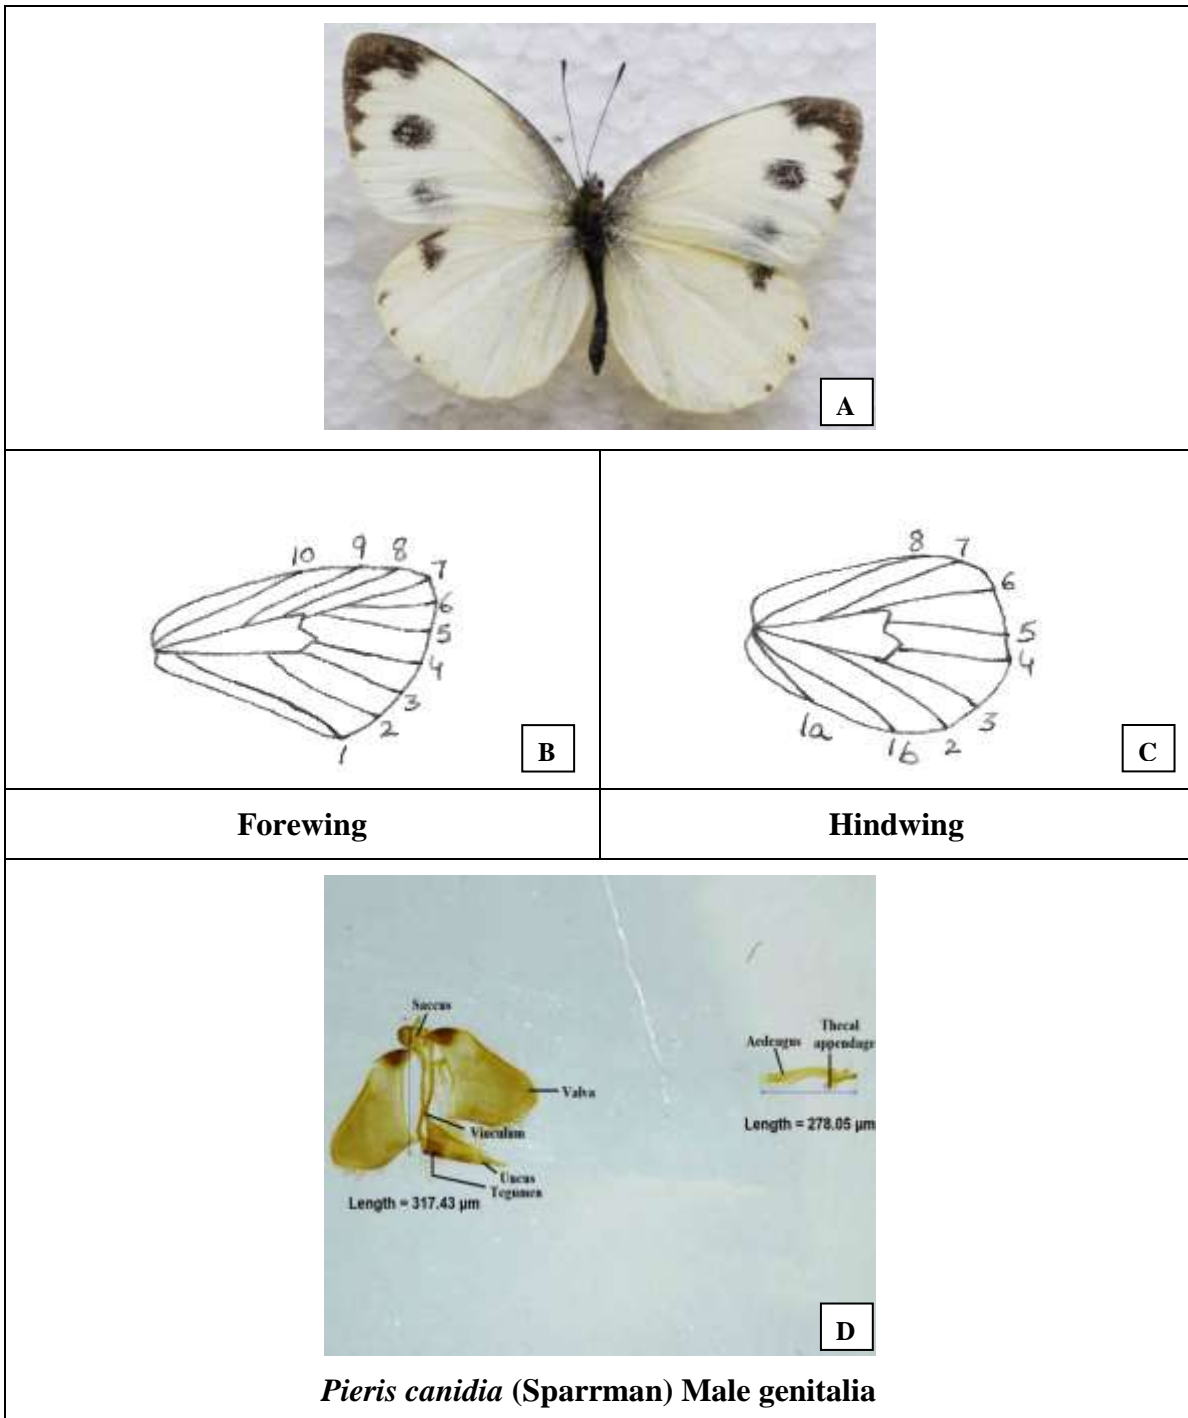 A
10 9 8 7
6
5
4
3
2
1
B
8 7
6
5
4
3
2
1b
1a
C
Forewing
Hindwing
Saccus
Valva
Vinculum
Uncus
Tegumen
Length = 317.43 µm
Aedeagus
Thecal
appendage
Length = 278.05 µm
D
Pieris canidia (Sparrman) Male genitalia